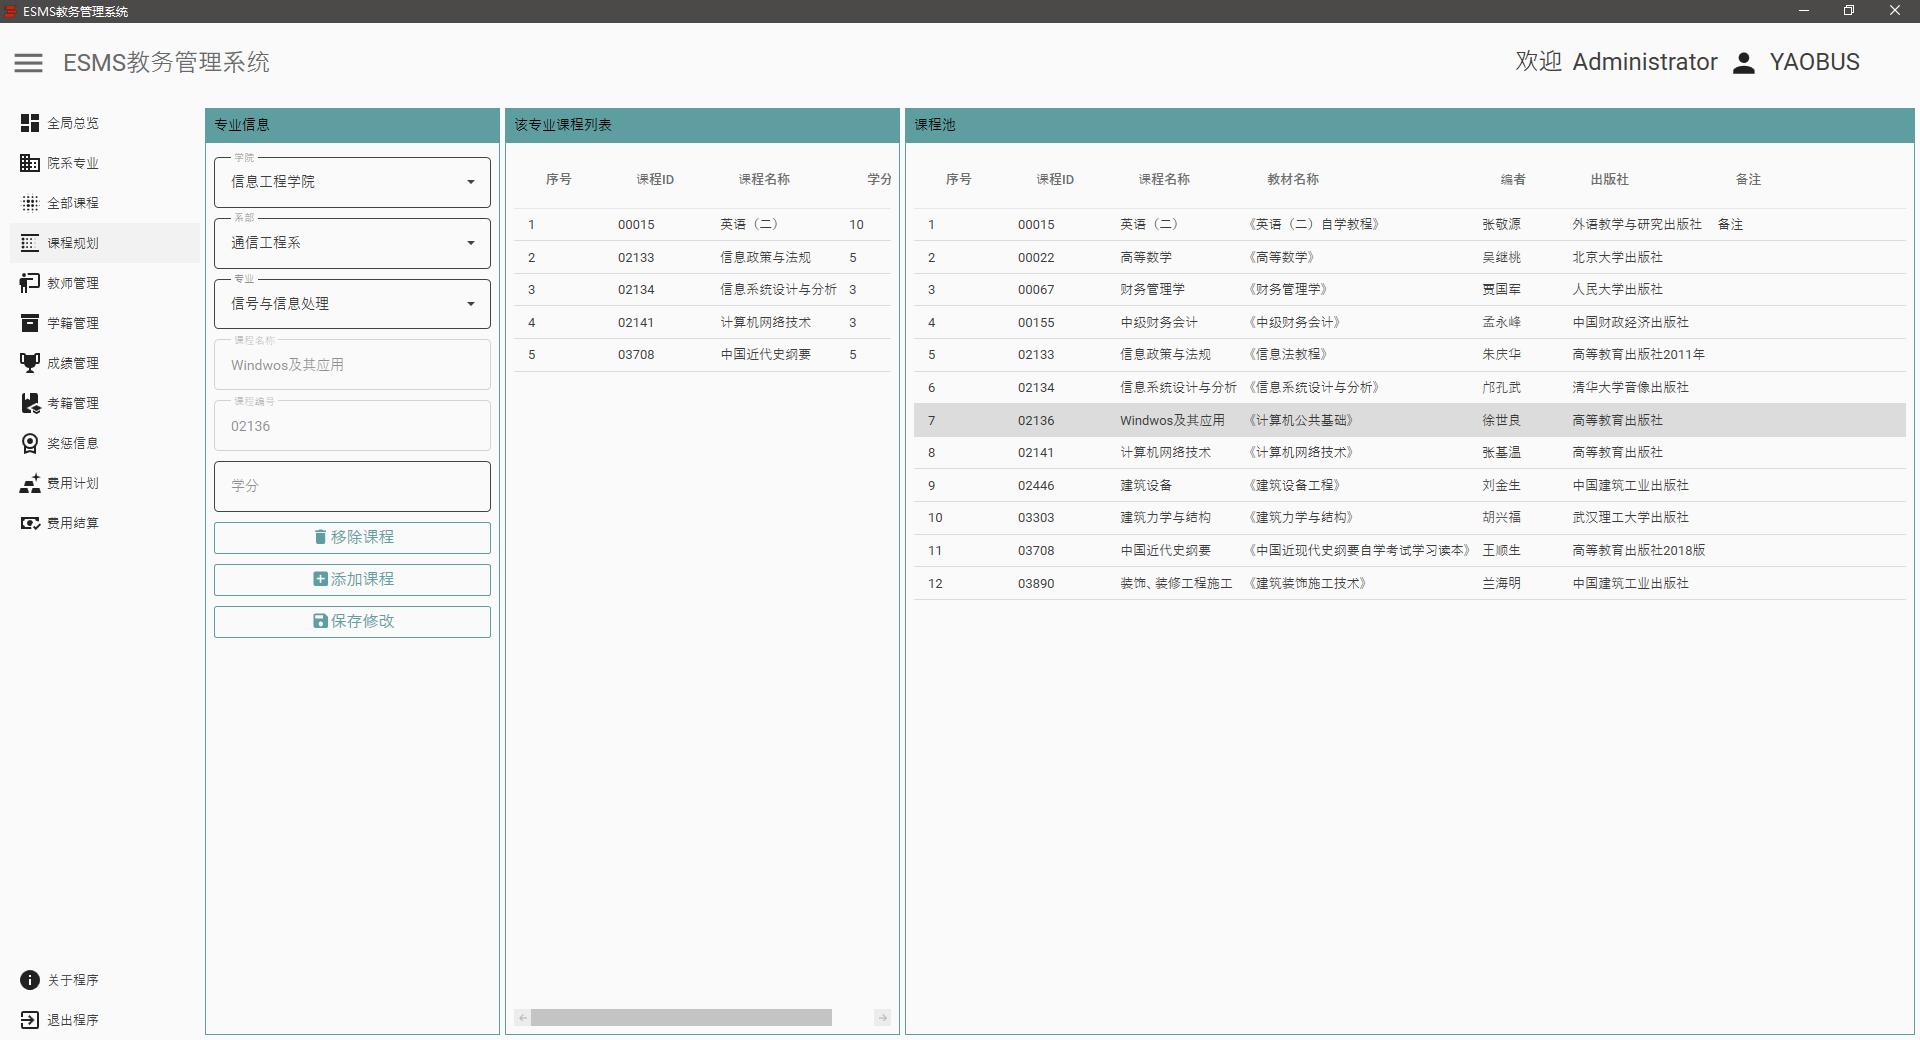 ESMS教务管理系统
ESMS教务管理系统
欢迎 Administrator YAOBUS
全局总览
院系专业
全部课程
课程规划
教师管理
学籍管理
成绩管理
考籍管理
奖惩信息
费用计划
费用结算
关于程序
退出程序
专业信息
学院
信息工程学院
系部
通信工程系
专业
信号与信息处理
课程名称
Windwos及其应用
课程编号
02136
学分
移除课程
添加课程
保存修改
该专业课程列表
序号 课程ID 课程名称 学分
1 00015 英语（二） 10
2 02133 信息政策与法规 5
3 02134 信息系统设计与分析 3
4 02141 计算机网络技术 3
5 03708 中国近代史纲要 5
课程池
序号 课程ID 课程名称 教材名称 编者 出版社 备注
1 00015 英语（二） 《英语（二）自学教程》 张敬源 外语教学与研究出版社 备注
2 00022 高等数学 《高等数学》 吴继桃 北京大学出版社
3 00067 财务管理学 《财务管理学》 贾国军 人民大学出版社
4 00155 中级财务会计 《中级财务会计》 孟永峰 中国财政经济出版社
5 02133 信息政策与法规 《信息法教程》 朱庆华 高等教育出版社2011年
6 02134 信息系统设计与分析 《信息系统设计与分析》 邝孔武 清华大学音像出版社
7 02136 Windwos及其应用 《计算机公共基础》 徐世良 高等教育出版社
8 02141 计算机网络技术 《计算机网络技术》 张基温 高等教育出版社
9 02446 建筑设备 《建筑设备工程》 刘金生 中国建筑工业出版社
10 03303 建筑力学与结构 《建筑力学与结构》 胡兴福 武汉理工大学出版社
11 03708 中国近代史纲要 《中国近现代史纲要自学考试学习读本》 王顺生 高等教育出版社2018版
12 03890 装饰、装修工程施工 《建筑装饰施工技术》 兰海明 中国建筑工业出版社